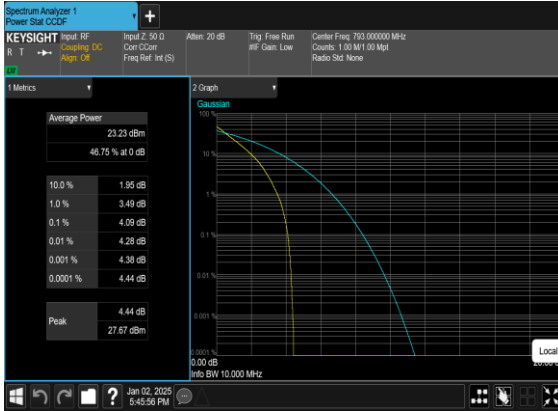 Spectrum Analyzer 1
Power Stat CCDF
+
KEYSIGHT
R T
Input: RF
Coupling: DC
Align: Off
Input Z: 50 Ω
Corr CCorr
Freq Ref: Int (S)
Atten: 20 dB
Trig: Free Run
#IF Gain: Low
Center Freq: 793.000000 MHz
Counts: 1.00 M/1.00 Mpt
Radio Std: None
1 Metrics
Average Power
23.23 dBm
46.75 % at 0 dB
10.0 % 1.95 dB
1.0 % 3.49 dB
0.1 % 4.09 dB
0.01 % 4.28 dB
0.001 % 4.38 dB
0.0001 % 4.44 dB
Peak
4.44 dB
27.67 dBm
2 Graph
Gaussian
100 %
10 %
1 %
0.1 %
0.01 %
0.001 %
0.0001 %
0.00 dB
Info BW 10.000 MHz
Local
?
Jan 02, 2025
5:45:56 PM